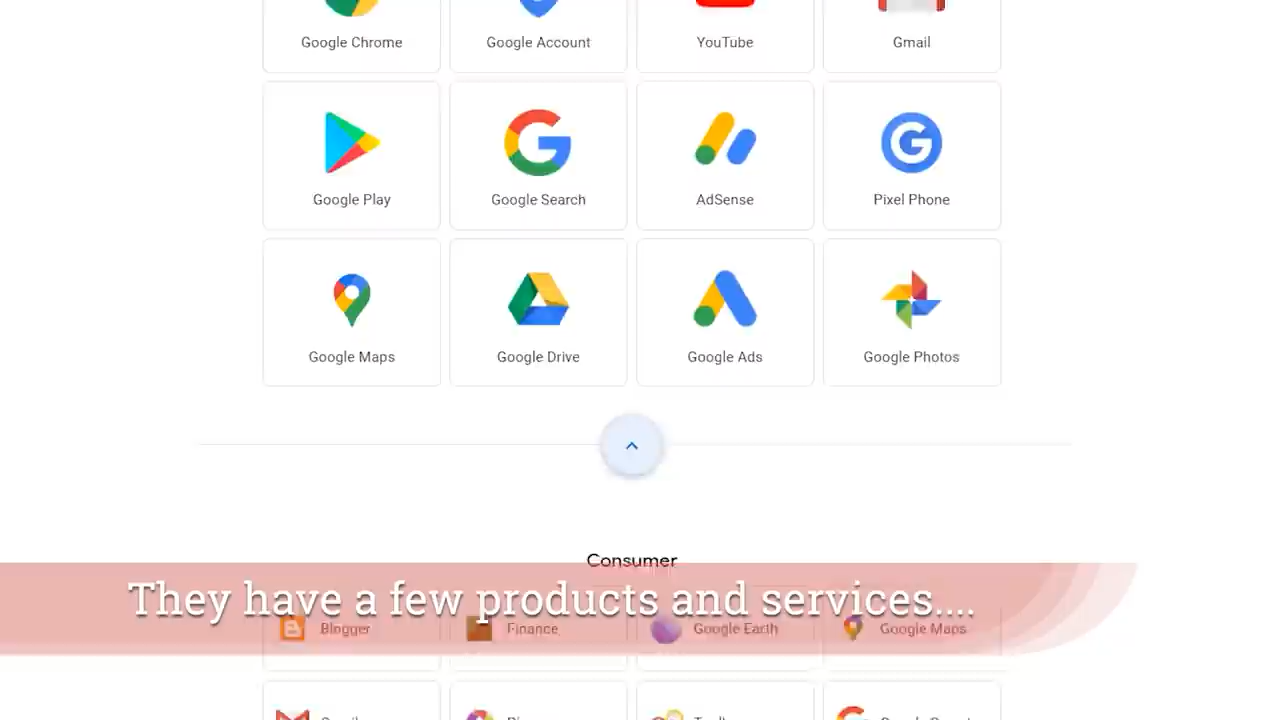 Google Chrome
Google Account
YouTube
Gmail
Google Play
Google Search
AdSense
Pixel Phone
Google Maps
Google Drive
Google Ads
Google Photos
Consumer
They have a few products and services....
Blogger
Finance
Google Earth
Google Maps